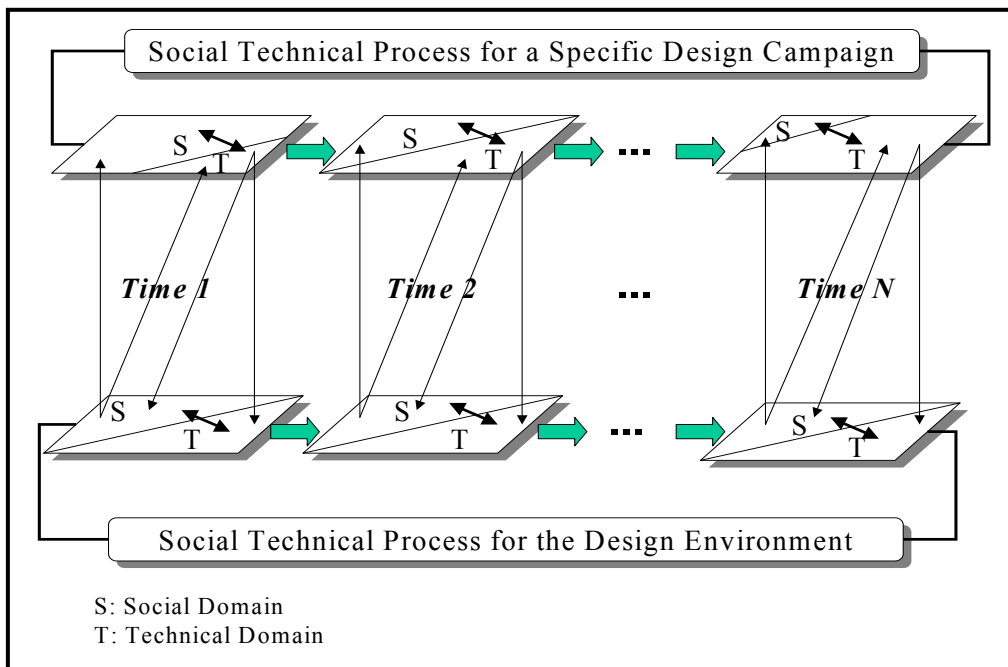 Social Technical Process for a Specific Design Campaign
S
T
S
T
...
S
T
Time 1
Time 2
...
Time N
S
T
S
T
...
S
T
Social Technical Process for the Design Environment
S: Social Domain
T: Technical Domain